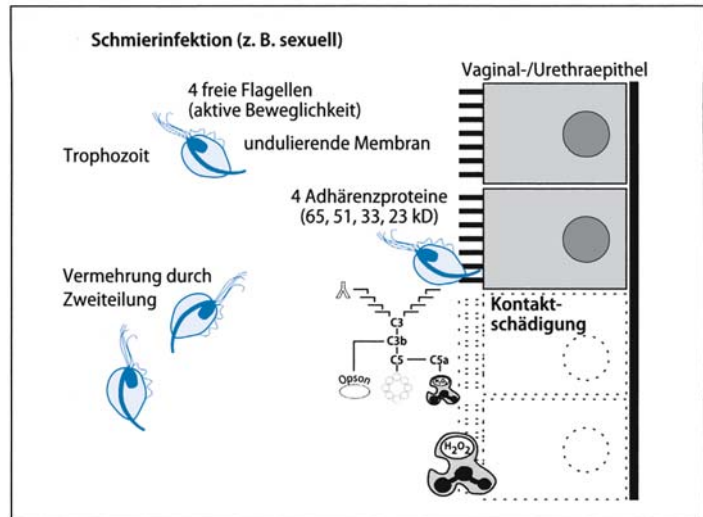 Schmierinfektion (z. B. sexuell)
Vaginal-/Urethraepithel
4 freie Flagellen
(aktive Beweglichkeit)
undulierende Membran
Trophozoit
4 Adhärenzproteine
(65, 51, 33, 23 kD)
Vermehrung durch
Zweiteilung
Kontakt-
schädigung
C3
C3b
C5
C5a
Opson
H₂O₂